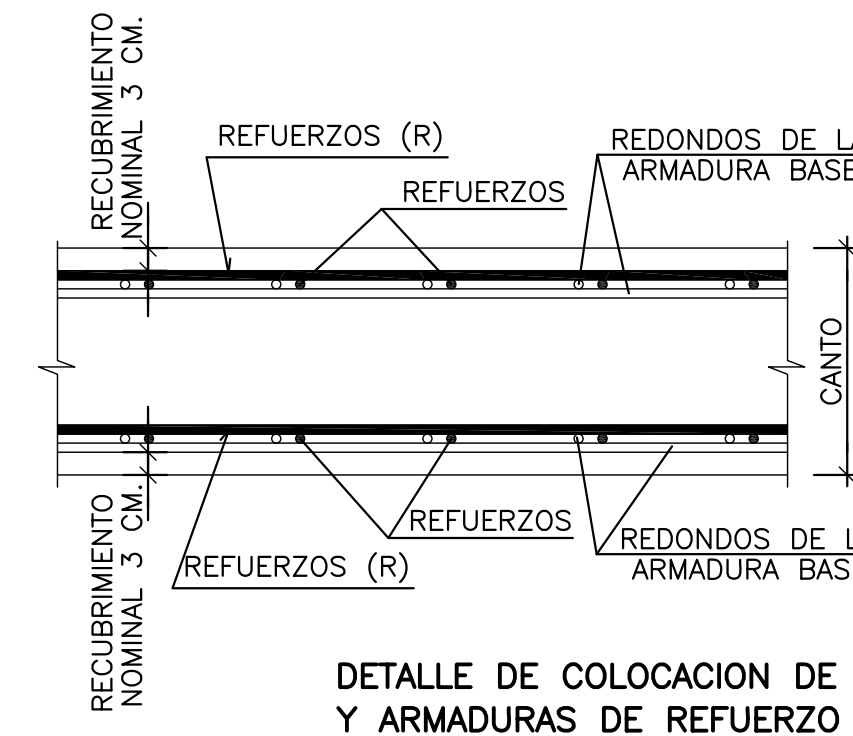 RECUBRIMIENTO
NOMINAL 3 CM.
REFUERZOS (R)
REFUERZOS
REDONDOS DE LA
ARMADURA BASE
CANTO
RECUBRIMIENTO
NOMINAL 3 CM.
REFUERZOS
REFUERZOS (R)
REDONDOS DE L
ARMADURA BAS
DETALLE DE COLOCACION DE
Y ARMADURAS DE REFUERZO